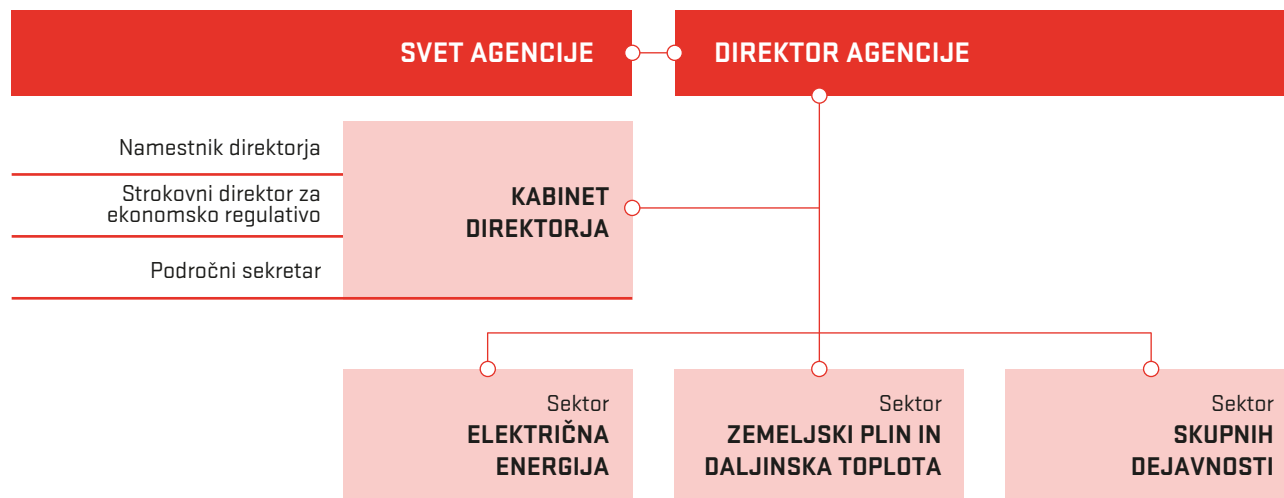 SVET AGENCIJE
DIREKTOR AGENCIJE
Namestnik direktorja
Strokovni direktor za
ekonomsko regulativo
Področni sekretar
KABINET
DIREKTORJA
Sektor
ELEKTRIČNA
ENERGIJA
Sektor
ZEMELJSKI PLIN IN
DALJINSKA TOPLOTA
Sektor
SKUPNIH
DEJAVNOSTI